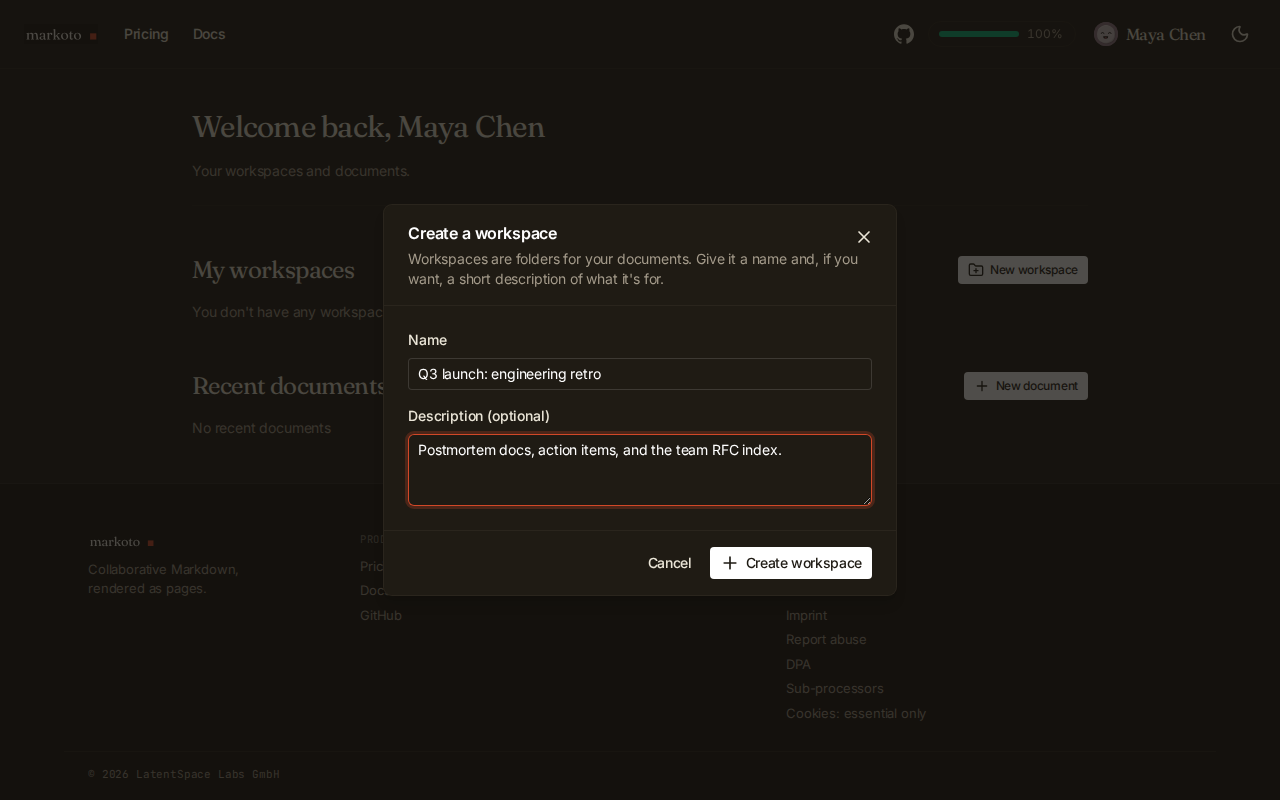 markoto
Pricing
Docs
100%
Maya Chen
Welcome back, Maya Chen
Your workspaces and documents.
Create a workspace
Workspaces are folders for your documents. Give it a name and, if you
want, a short description of what it's for.
My workspaces
New workspace
You don't have any
Name
Q3 launch: engineering retro
Recent documents
New document
No recent documents
Description (optional)
Postmortem docs, action items, and the team RFC index.
Cancel
Create workspace
markoto
Collaborative Markdown,
rendered as pages.
GitHub
Imprint
Report abuse
DPA
Sub-processors
Cookies: essential only
© 2026 LatentSpace Labs GmbH